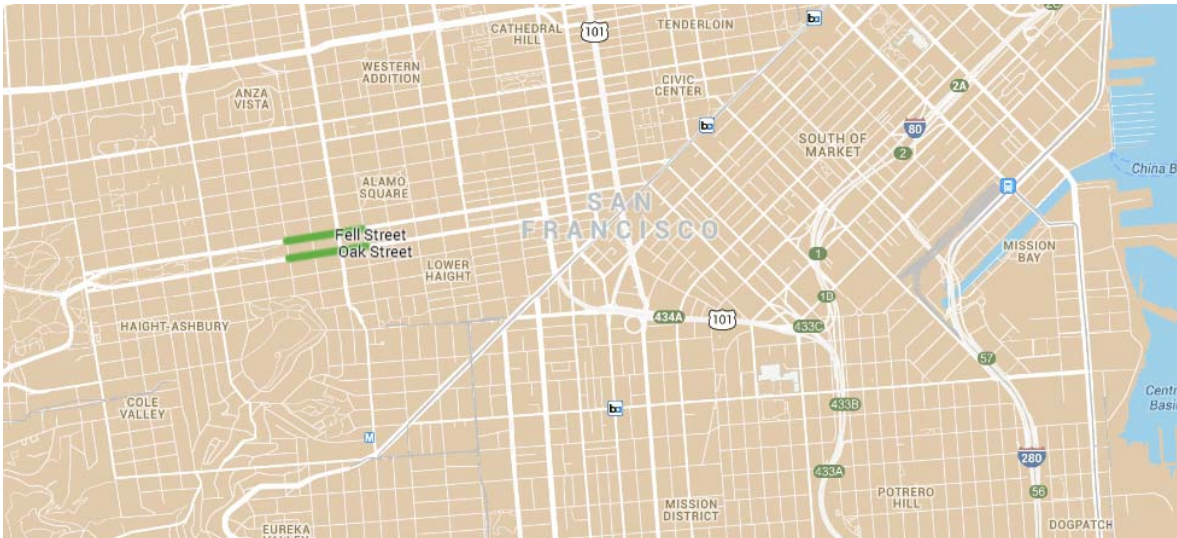 CATHEDRAL
HILL
101
TENDERLOIN
WESTERN
ADDITION
ANZA
VISTA
CIVIC
CENTER
2A
80
2
SOUTH OF
MARKET
China B
ALAMO
SQUARE
SAN
FRANCISCO
Fell Street
Oak Street
LOWER
HAIGHT
1
MISSION
BAY
1B
HAIGHT-ASHBURY
434A
101
433C
57
COLE
VALLEY
433B
Centr
Basi
M
433A
280
56
POTRERO
HILL
MISSION
DISTRICT
DOGPATCH
EUREKA
VALLEY